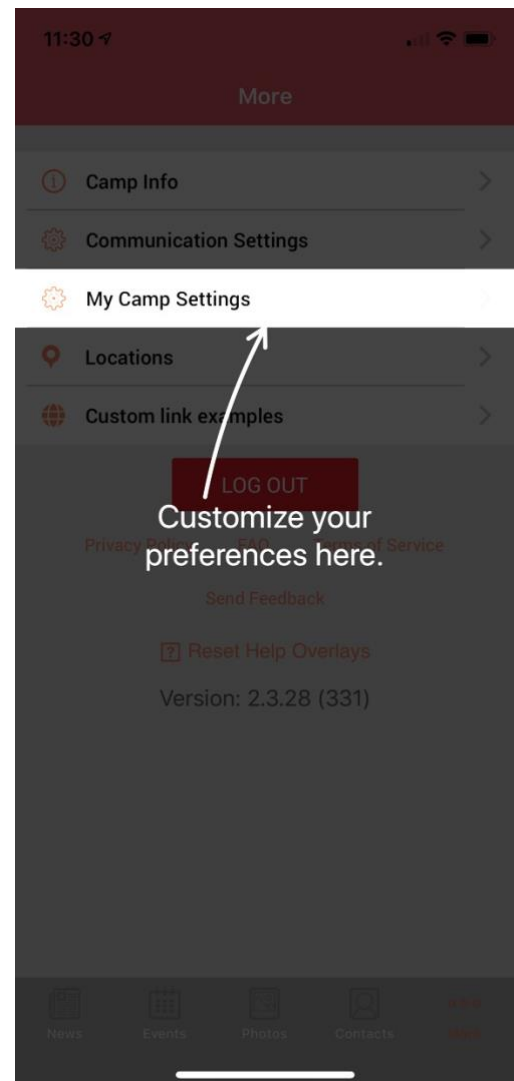 11:30
More
Camp Info
Communication Settings
My Camp Settings
Locations
Custom link examples
LOG OUT
Customize your
preferences here.
Privacy Policy FAQ Terms of Service
Send Feedback
Reset Help Overlays
Version: 2.3.28 (331)
News Events Photos Contacts More